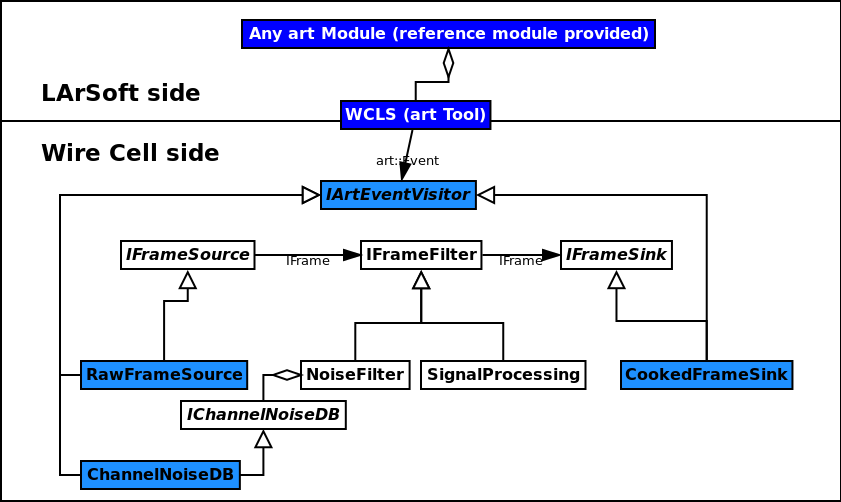 Any art Module (reference module provided)
LArSoft side
WCLS (art Tool)
Wire Cell side
art::Event
IArtEventVisitor
IFrameSource
IFrame
IFrameFilter
IFrame
IFrameSink
RawFrameSource
NoiseFilter
SignalProcessing
CookedFrameSink
IChannelNoiseDB
ChannelNoiseDB